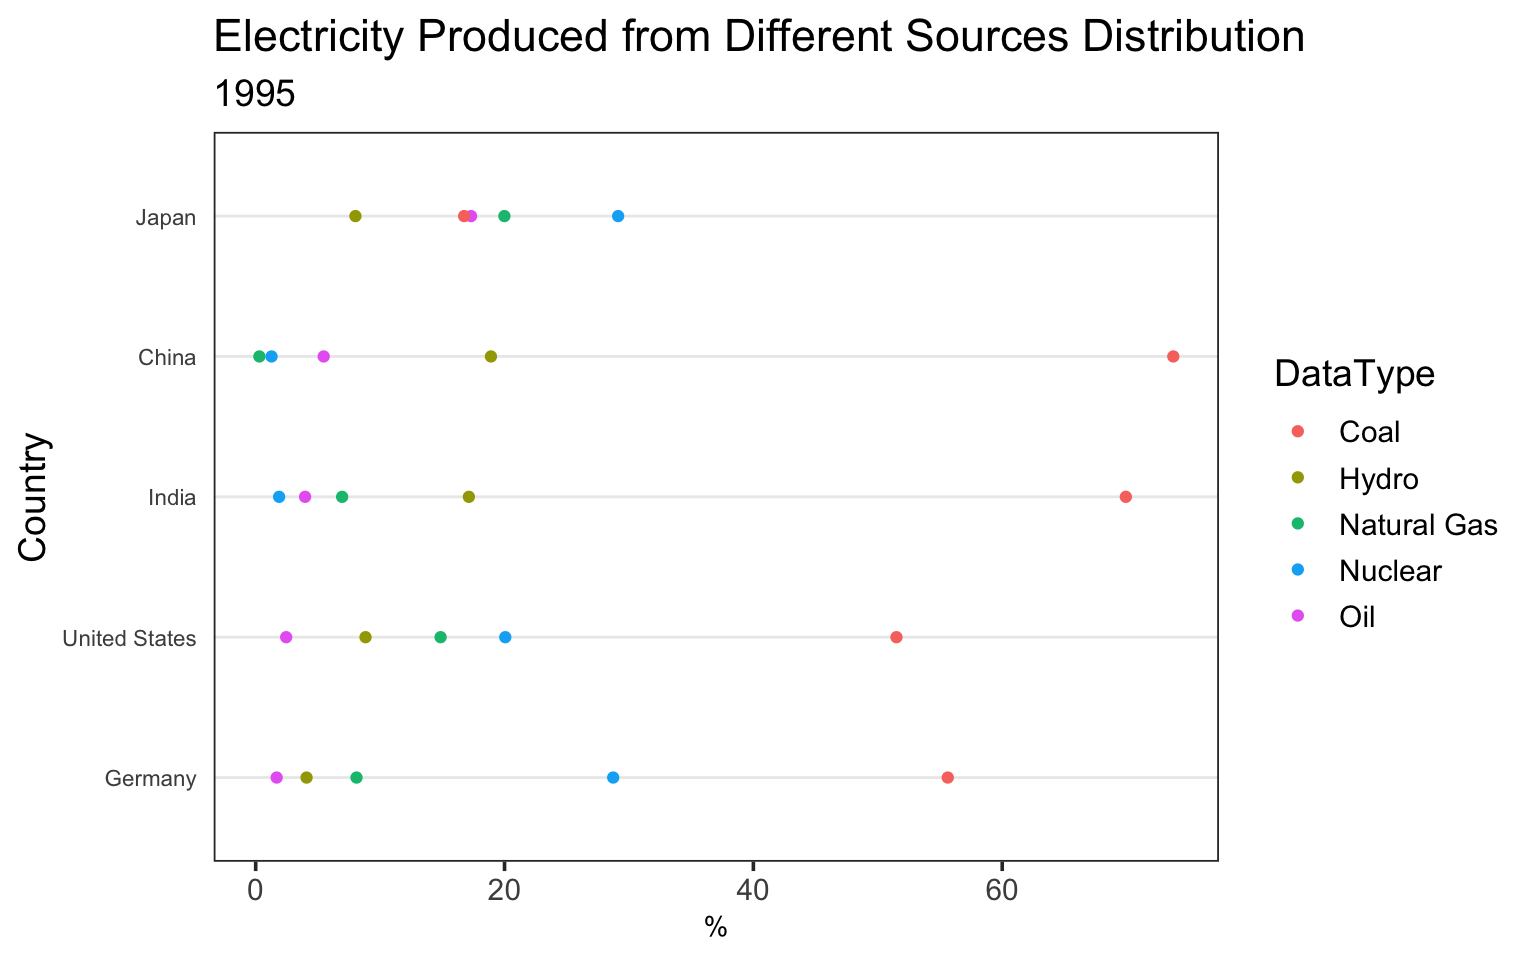 Electricity Produced from Different Sources Distribution
1995
Country
Japan
China
India
United States
Germany
0 20 40 60
%
DataType
Coal
Hydro
Natural Gas
Nuclear
Oil